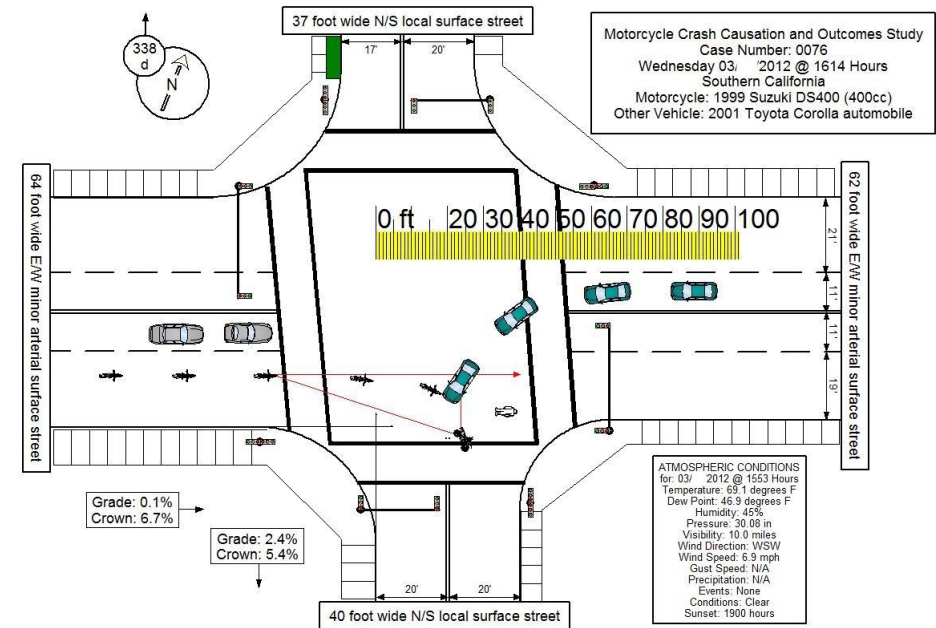 37 foot wide N/S local surface street
Motorcycle Crash Causation and Outcomes Study
Case Number: 0076
Wednesday 03/ /2012 @ 1614 Hours
Southern California
Motorcycle: 1999 Suzuki DS400 (400cc)
Other Vehicle: 2001 Toyota Corolla automobile
338
d
N
17'
20'
64 foot wide E/W minor arterial surface street
62 foot wide E/W minor arterial surface street
0 ft 20 30 40 50 60 70 80 90 100
21'
11'
11'
19'
ATMOSPHERIC CONDITIONS
for: 03/ 2012 @ 1553 Hours
Temperature: 69.1 degrees F
Dew Point: 46.9 degrees F
Humidity: 45%
Pressure: 30.08 in
Visibility: 10.0 miles
Wind Direction: WSW
Wind Speed: 6.9 mph
Gust Speed: N/A
Precipitation: N/A
Events: None
Conditions: Clear
Sunset: 1900 hours
Grade: 0.1%
Crown: 6.7%
Grade: 2.4%
Crown: 5.4%
20'
20'
40 foot wide N/S local surface street